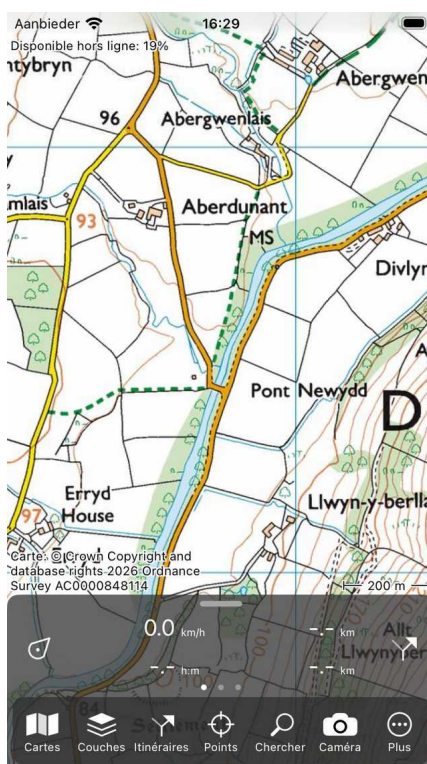 Aanbieder 16:29
Disponible hors ligne: 19%
ntybryn
Abergwen
96
Abergwenlais
mlais
93
Aberdunant
MS
Divlyn
Pont Newydd
D
Erryd
House
97
Llwyn-y-berlla
Carte: © Crown Copyright and
database rights 2026 Ordnance
Survey AC0000848114
200 m
0.0 km/h
-.- km
Allt
Llwynyber
-:- h:m
-.- km
100
84
Cartes Couches Itinéraires Points Chercher Caméra Plus